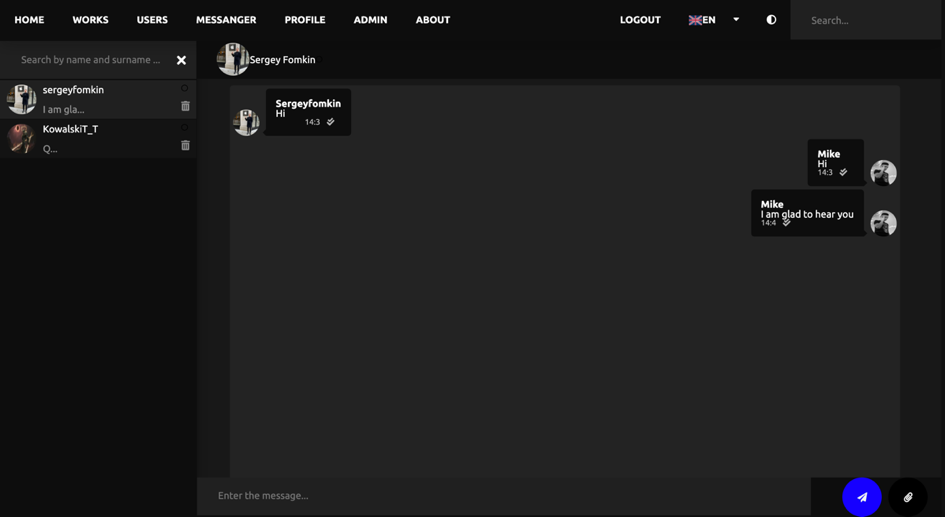 HOME WORKS USERS MESSANGER PROFILE ADMIN ABOUT LOGOUT EN Search...
Search by name and surname ...
Sergey Fomkin
sergeyfomkin
I am gla...
KowalskiT_T
Q...
Sergeyfomkin
Hi
14:3
Mike
Hi
14:3
Mike
I am glad to hear you
14:4
Enter the message...